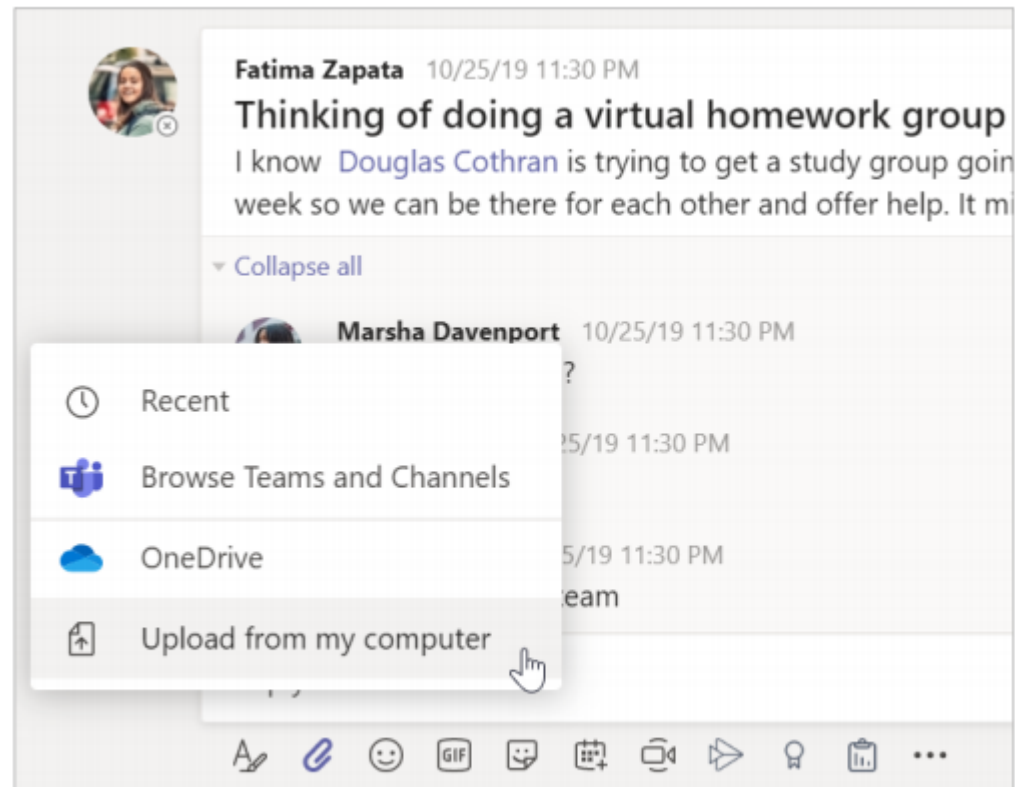 Fatima Zapata 10/25/19 11:30 PM
Thinking of doing a virtual homework group
I know Douglas Cothran is trying to get a study group goin
week so we can be there for each other and offer help. It mi
Collapse all
Marsha Davenport 10/25/19 11:30 PM
?
Recent
25/19 11:30 PM
Browse Teams and Channels
OneDrive
5/19 11:30 PM
team
Upload from my computer
GIF